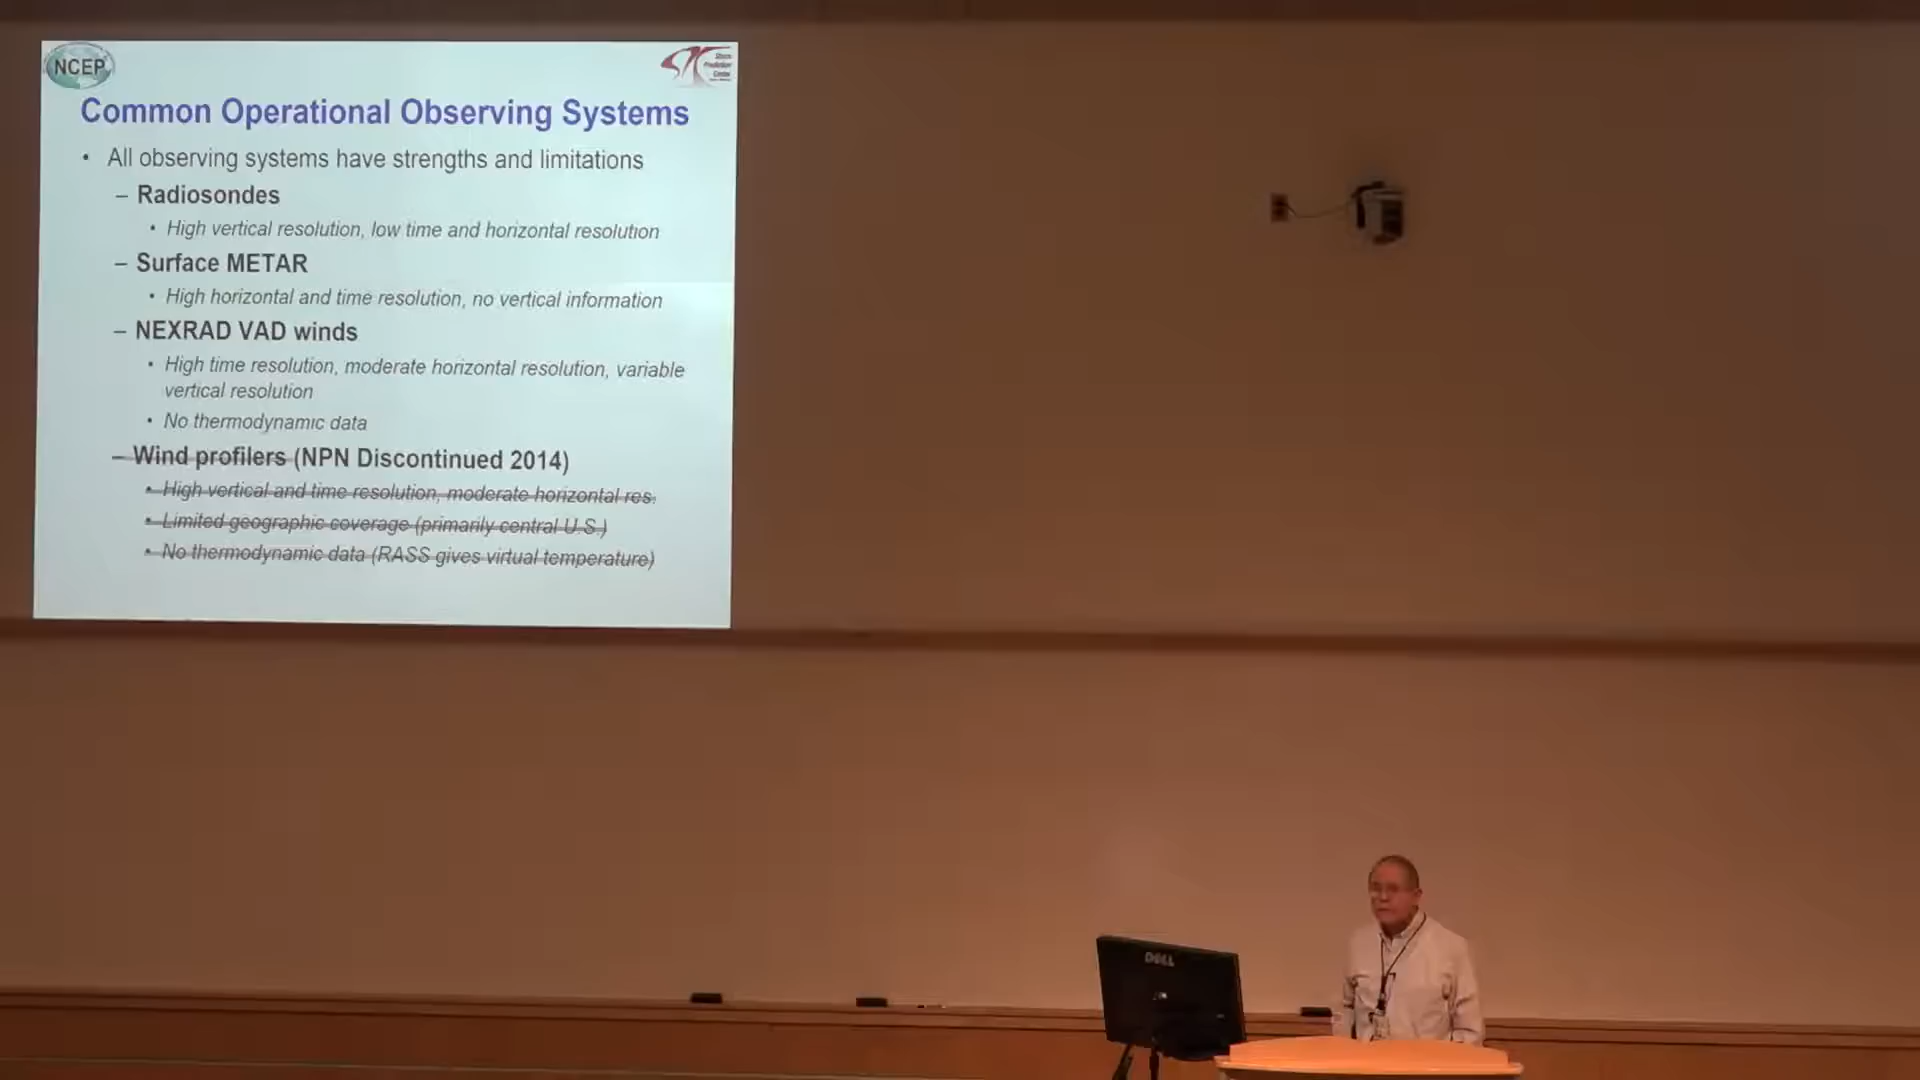 NCEP
Storm
Prediction
Center
Common Operational Observing Systems
• All observing systems have strengths and limitations
– Radiosondes
• High vertical resolution, low time and horizontal resolution
– Surface METAR
• High horizontal and time resolution, no vertical information
– NEXRAD VAD winds
• High time resolution, moderate horizontal resolution, variable
vertical resolution
• No thermodynamic data
– Wind profilers (NPN Discontinued 2014)
• High vertical and time resolution, moderate horizontal res.
• Limited geographic coverage (primarily central U.S.)
• No thermodynamic data (RASS gives virtual temperature)
DELL